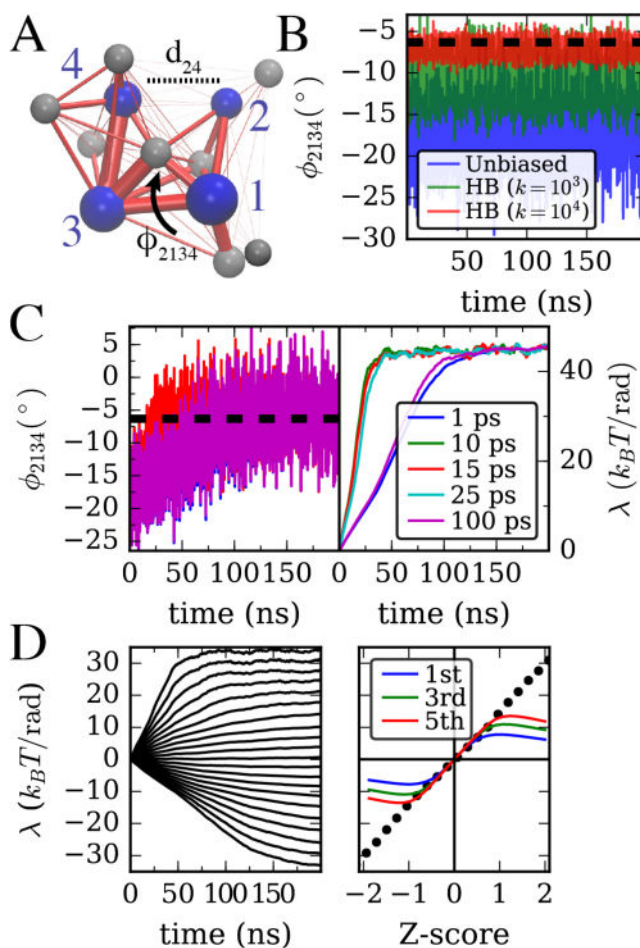 A
d₂₄
4
2
3
1
ϕ₂₁₃₄
B
ϕ₂₁₃₄(°)
−5
−10
−15
−20
−25
−30
Unbiased
HB (k=10³)
HB (k=10⁴)
50 100 150
time (ns)
C
ϕ₂₁₃₄(°)
5
0
−5
−10
−15
−20
−25
0 50 100 150
time (ns)
1 ps
10 ps
15 ps
25 ps
100 ps
0 50 100 150
time (ns)
40
20
0
λ (k_BT/rad)
D
λ (k_BT/rad)
30
20
10
0
−10
−20
−30
0 50 100 150
time (ns)
1st
3rd
5th
−2 −1 0 1 2
Z-score